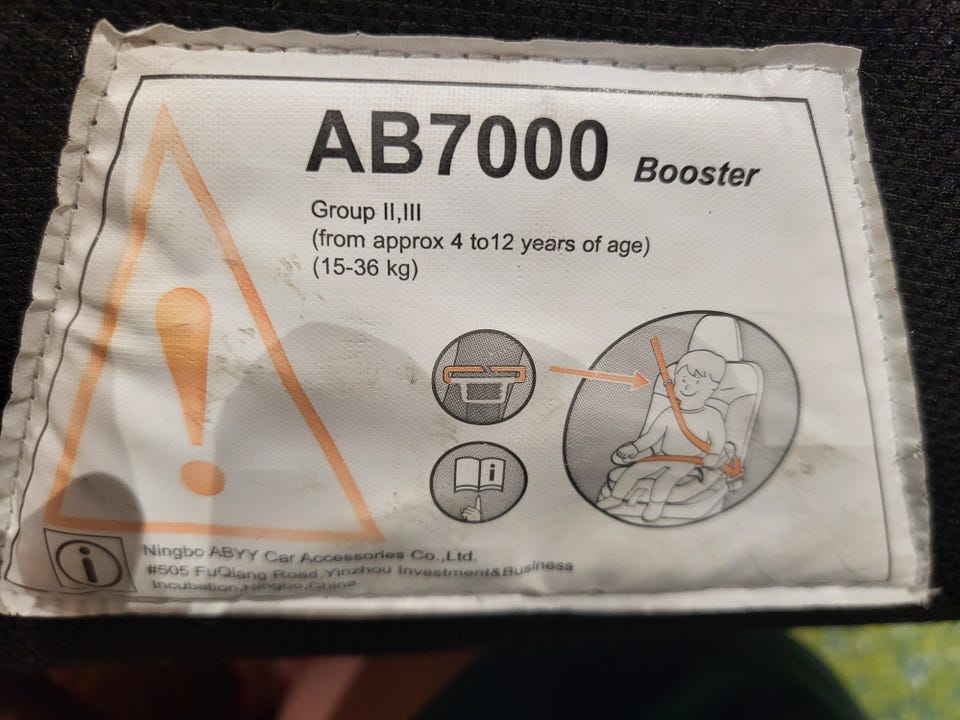 AB7000 Booster
Group II,III
(from approx 4 to12 years of age)
(15-36 kg)
i
i
Ningbo ABYY Car Accessories Co.,Ltd.
#505 FuQiang Road,Yinzhou Investment&Business
Incubation,Ningbo,China